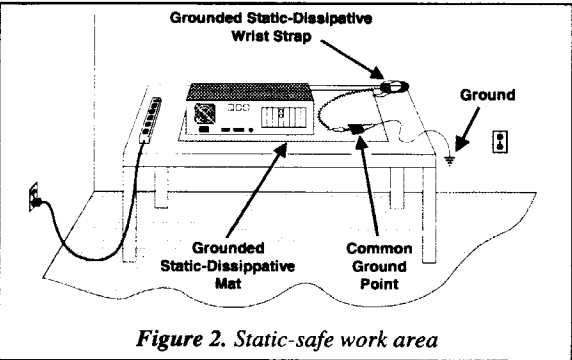 Grounded Static-Dissipative
Wrist Strap
Ground
Grounded
Static-Dissippative
Mat
Common
Ground
Point
Figure 2. Static-safe work area